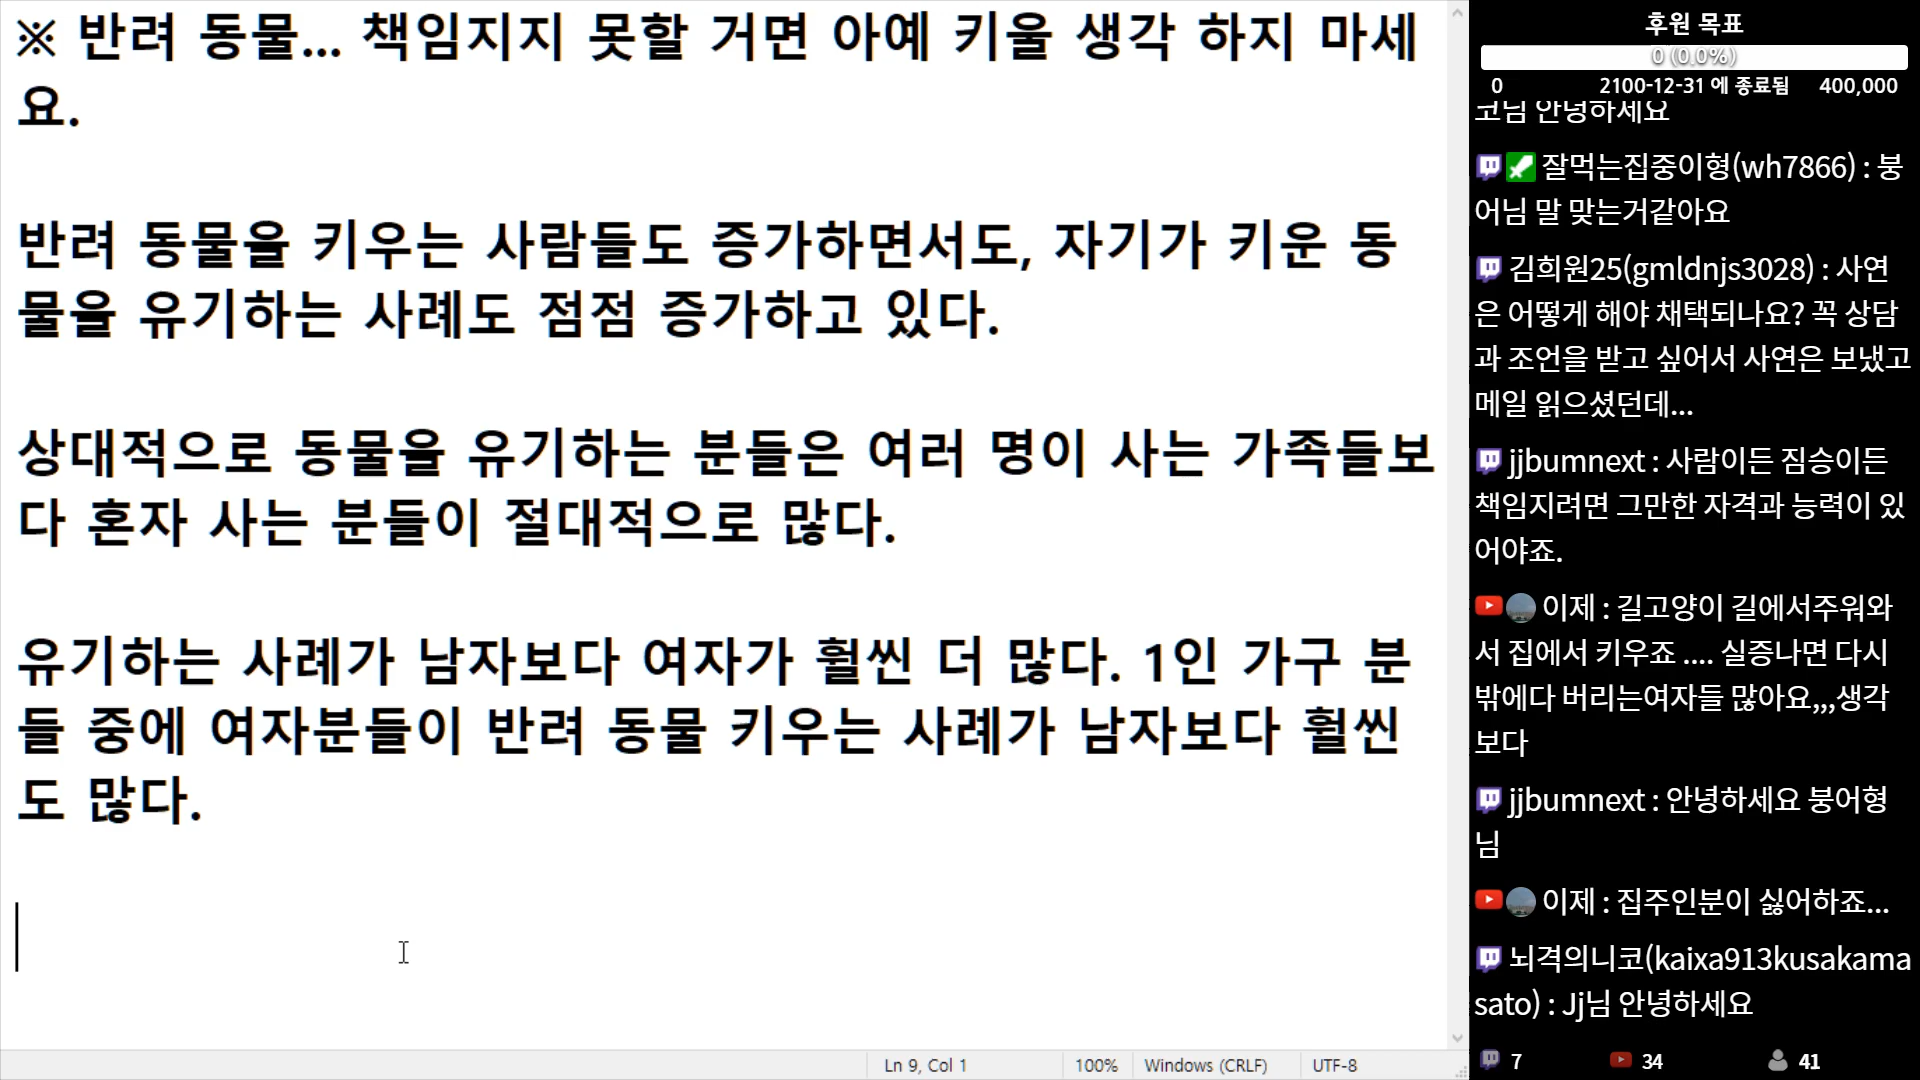 ※ 반려 동물... 책임지지 못할 거면 아예 키울 생각 하지 마세
요.
반려 동물을 키우는 사람들도 증가하면서도, 자기가 키운 동
물을 유기하는 사례도 점점 증가하고 있다.
상대적으로 동물을 유기하는 분들은 여러 명이 사는 가족들보
다 혼자 사는 분들이 절대적으로 많다.
유기하는 사례가 남자보다 여자가 훨씬 더 많다. 1인 가구 분
들 중에 여자분들이 반려 동물 키우는 사례가 남자보다 훨씬
도 많다.
Ln 9, Col 1 100% Windows (CRLF) UTF-8
후원 목표
0 (0.0%)
0 2100-12-31 에 종료됨 400,000
코님 안녕하세요
잘먹는집중이형(wh7866) : 붕
어님 말 맞는거같아요
김희원25(gmldnjs3028) : 사연
은 어떻게 해야 채택되나요? 꼭 상담
과 조언을 받고 싶어서 사연은 보냈고
메일 읽으셨던데...
jjbumnext : 사람이든 짐승이든
책임지려면 그만한 자격과 능력이 있
어야죠.
이제 : 길고양이 길에서주워와
서 집에서 키우죠 .... 실증나면 다시
밖에다 버리는여자들 많아요,,,생각
보다
jjbumnext : 안녕하세요 붕어형
님
이제 : 집주인분이 싫어하죠...
뇌격의니코(kaixa913kusakama
sato) : Jj님 안녕하세요
7 34 41